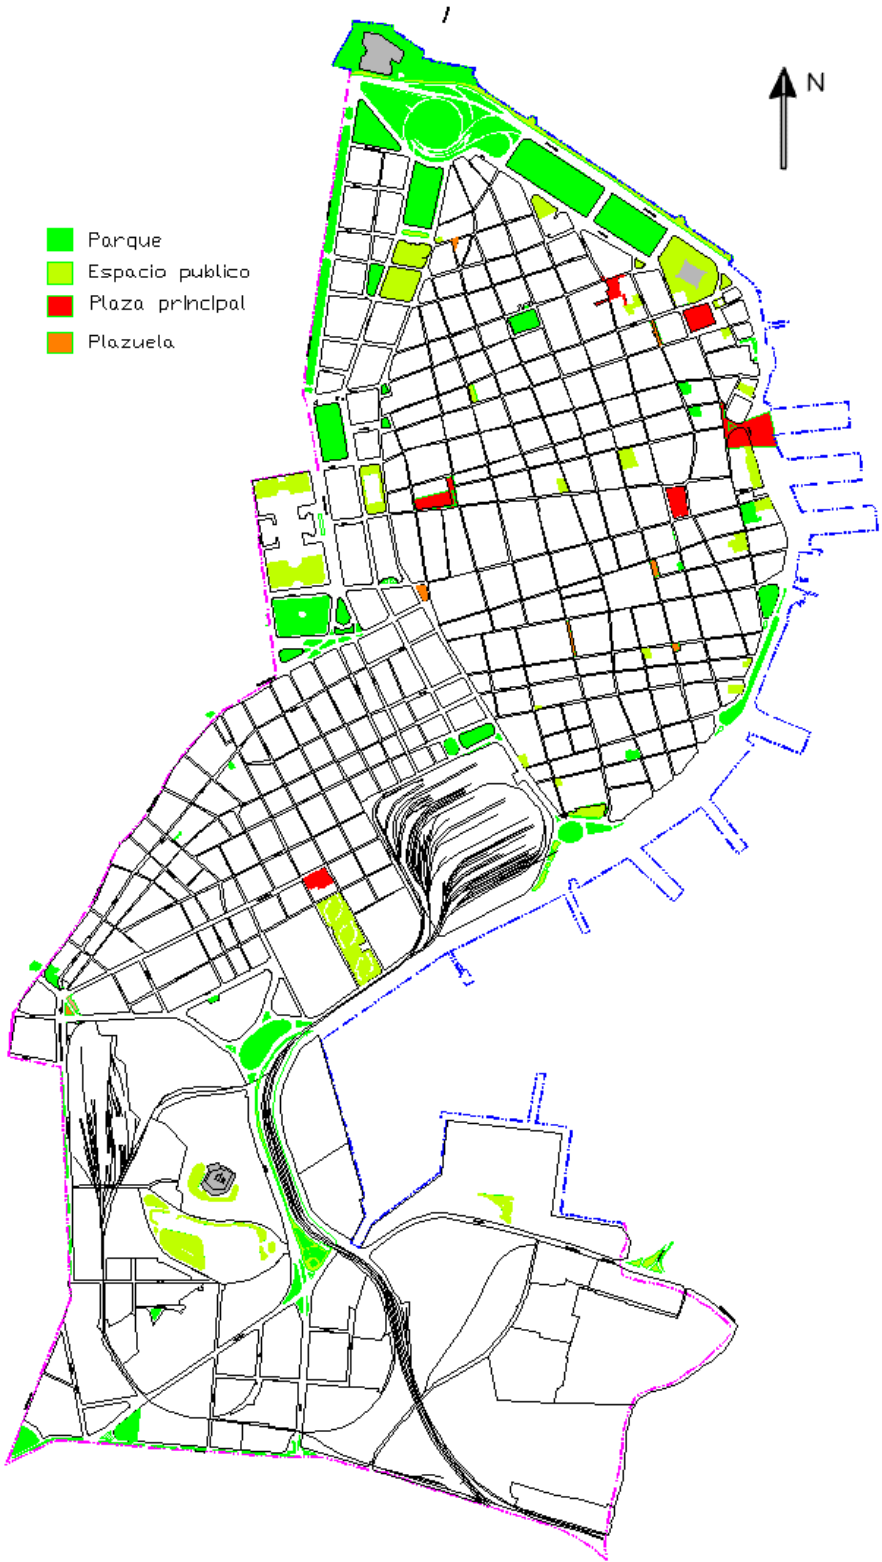 N
Parque
Espacio publico
Plaza principal
Plazuela